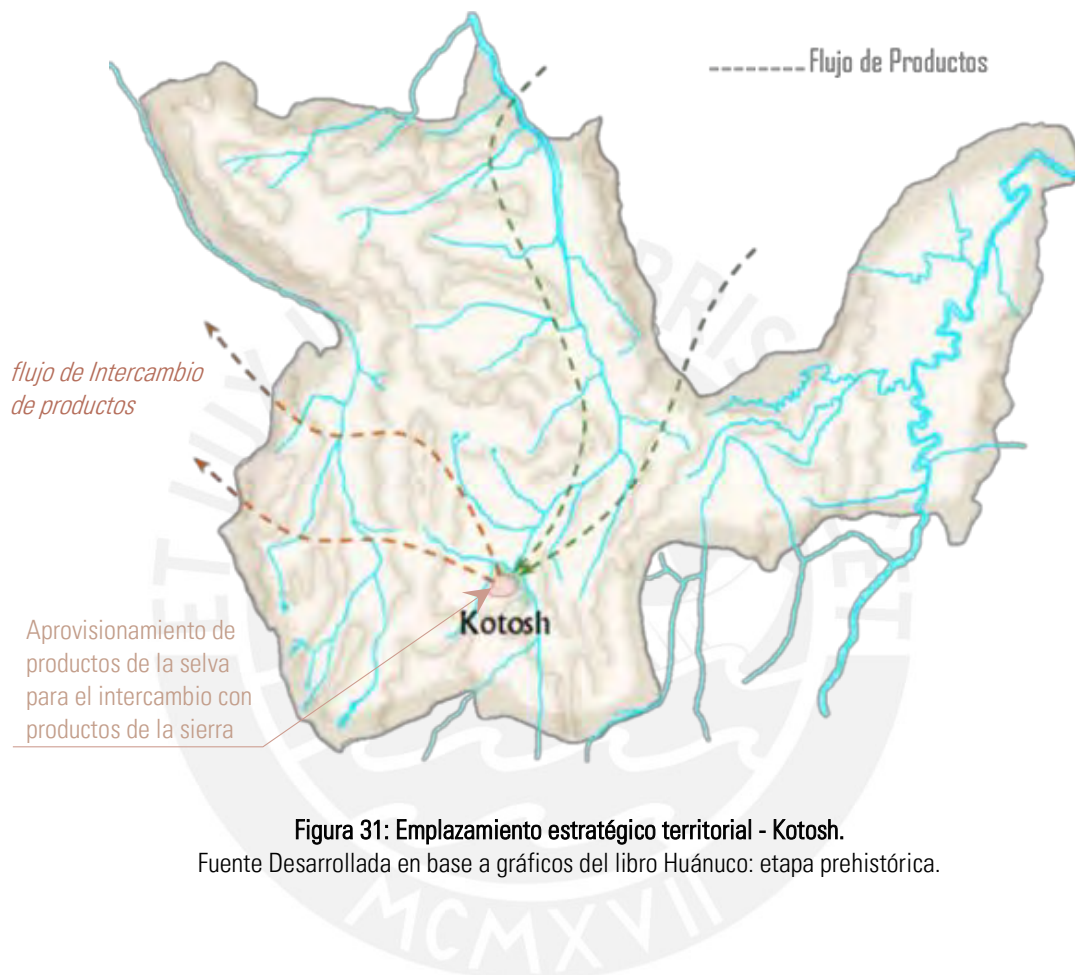 Flujo de Productos
flujo de Intercambio
de productos
Kotosh
Aprovisionamiento de
productos de la selva
para el intercambio con
productos de la sierra
Figura 31: Emplazamiento estratégico territorial - Kotosh.
Fuente Desarrollada en base a gráficos del libro Huánuco: etapa prehistórica.
MCMXVII